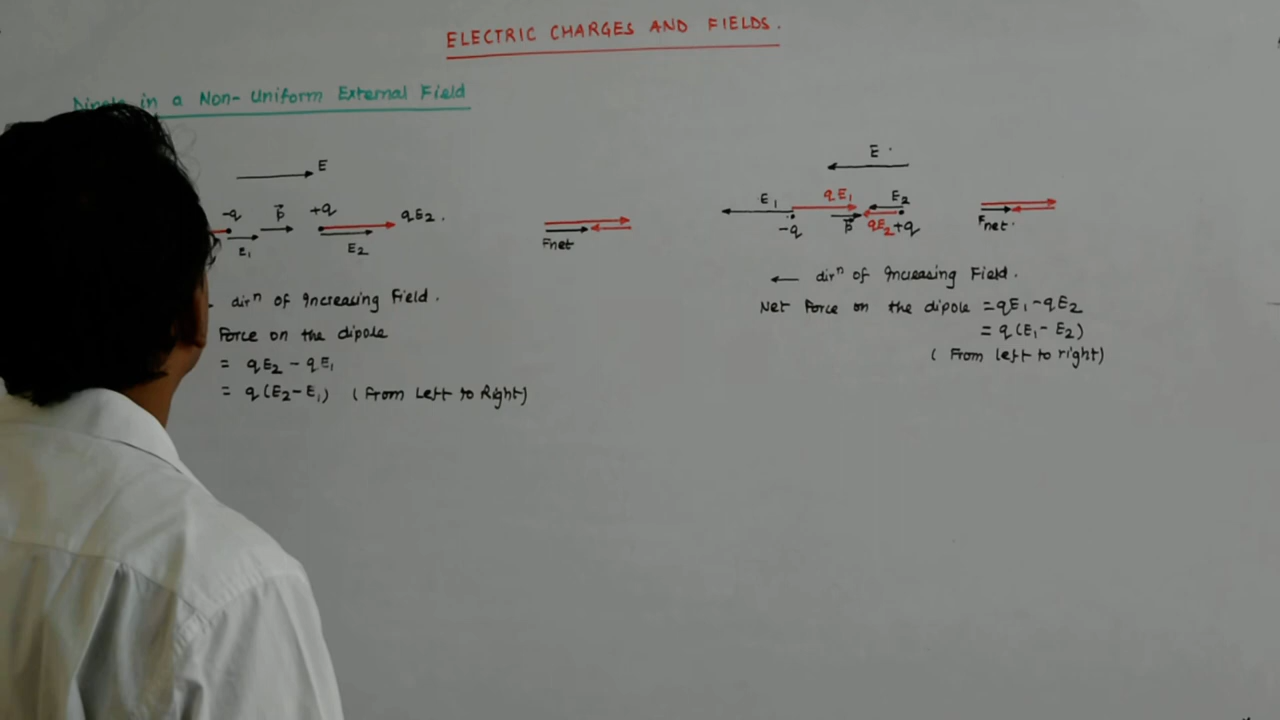 ELECTRIC CHARGES AND FIELDS.
in a Non-Uniform External Field
E
-q p⃗ +q qE2.
E1 E2
Fnet
dirⁿ of Increasing Field.
Force on the dipole
= qE2 - qE1
= q(E2-E1) (From Left to Right)
E
E1 qE1 E2
-q p⃗ qE2 +q
Fnet.
← dirⁿ of Increasing Field.
Net Force on the dipole = qE1-qE2
= q(E1-E2)
(From left to right)